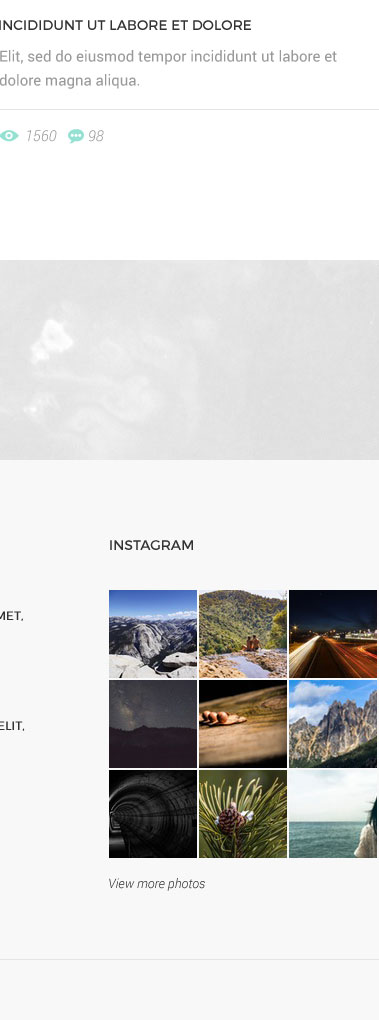 INCIDIDUNT UT LABORE ET DOLORE
Elit, sed do eiusmod tempor incididunt ut labore et
dolore magna aliqua.
1560 98
INSTAGRAM
MET,
ELIT,
View more photos